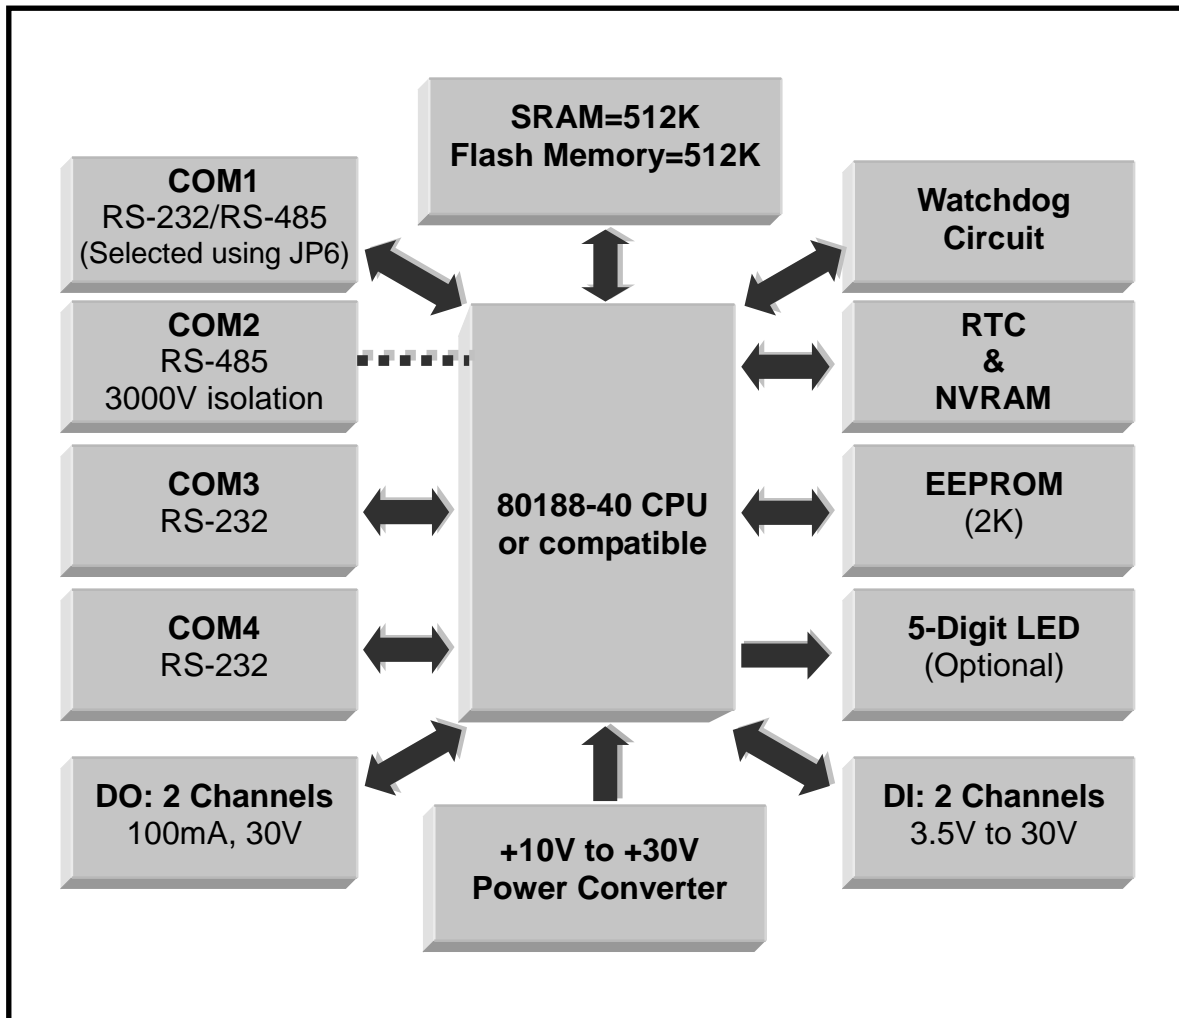 SRAM=512K
Flash Memory=512K
COM1
RS-232/RS-485
(Selected using JP6)
Watchdog
Circuit
COM2
RS-485
3000V isolation
RTC
&
NVRAM
COM3
RS-232
80188-40 CPU
or compatible
EEPROM
(2K)
COM4
RS-232
5-Digit LED
(Optional)
DO: 2 Channels
100mA, 30V
+10V to +30V
Power Converter
DI: 2 Channels
3.5V to 30V